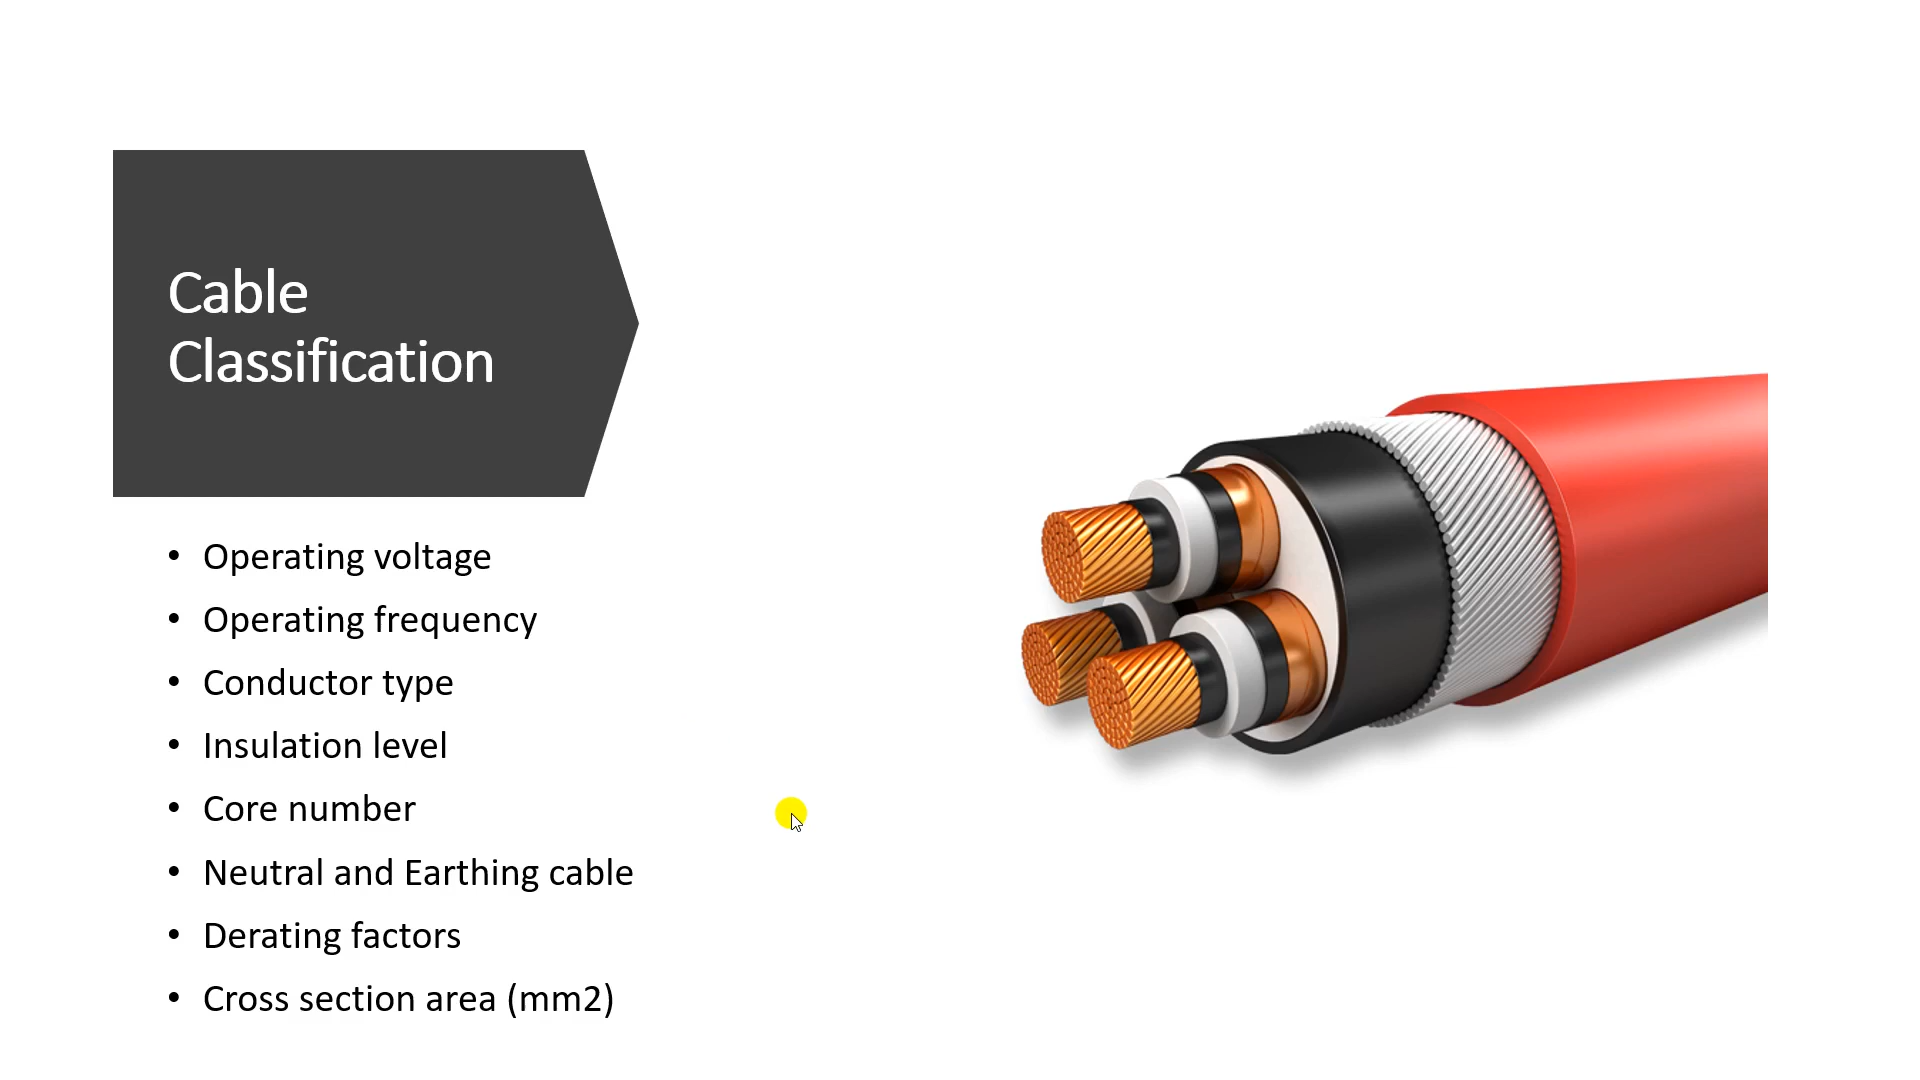 Cable
Classification
• Operating voltage
• Operating frequency
• Conductor type
• Insulation level
• Core number
• Neutral and Earthing cable
• Derating factors
• Cross section area (mm2)